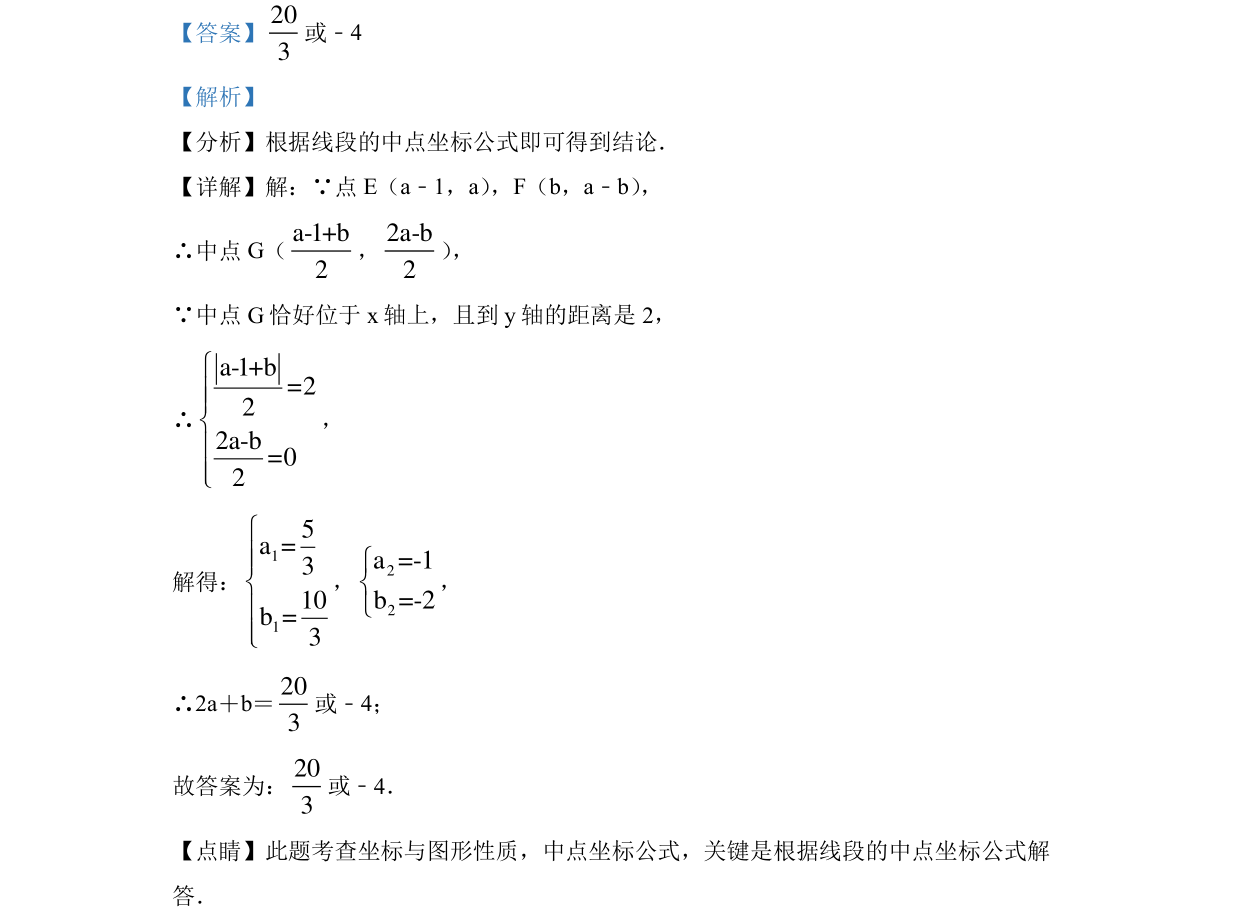 【答案】20/3 或﹣4
【解析】
【分析】根据线段的中点坐标公式即可得到结论．
【详解】解：∵点 E（a﹣1，a），F（b，a﹣b），
∴中点 G（(a-1+b)/2，(2a-b)/2），
∵中点 G 恰好位于 x 轴上，且到 y 轴的距离是 2，
∴{|a-1+b|/2=2
(2a-b)/2=0，
解得：{a₁=5/3
b₁=10/3，{a₂=-1
b₂=-2，
∴2a＋b＝20/3 或﹣4；
故答案为：20/3 或﹣4．
【点睛】此题考查坐标与图形性质，中点坐标公式，关键是根据线段的中点坐标公式解
答．